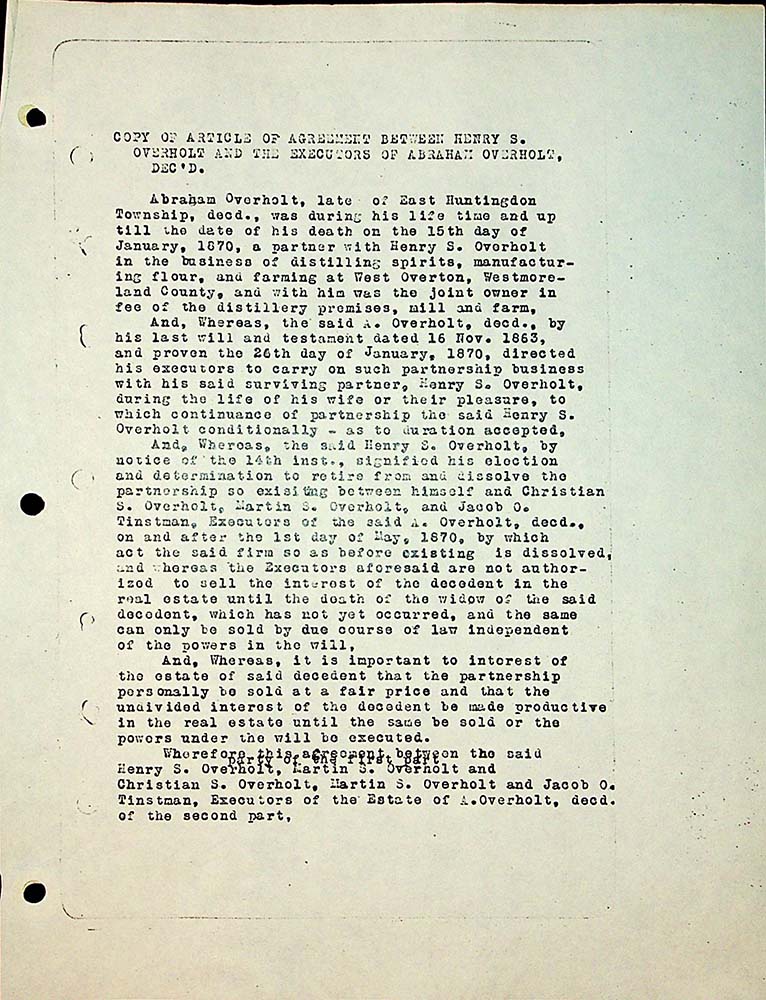 COPY OF ARTICLE OF AGREEMENT BETWEEN HENRY S.
OVERHOLT AND THE EXECUTORS OF ABRAHAM OVERHOLT,
DEC'D.
Abraham Overholt, late of East Huntingdon
Township, decd., was during his life time and up
till the date of his death on the 15th day of
January, 1870, a partner with Henry S. Overholt
in the business of distilling spirits, manufactur-
ing flour, and farming at West Overton, Westmore-
land County, and with him was the joint owner in
fee of the distillery premises, mill and farm,
And, Whereas, the said A. Overholt, decd., by
his last will and testament dated 16 Nov. 1863,
and proven the 26th day of January, 1870, directed
his executors to carry on such partnership business
with his said surviving partner, Henry S. Overholt,
during the life of his wife or their pleasure, to
which continuance of partnership the said Henry S.
Overholt conditionally - as to duration accepted,
And, Whereas, the said Henry S. Overholt, by
notice of the 14th inst., signified his election
and determination to retire from and dissolve the
partnership so exisitng between himself and Christian
S. Overholt, Martin S. Overholt, and Jacob O.
Tinstman, Executors of the said A. Overholt, decd.,
on and after the 1st day of May, 1870, by which
act the said firm so as before existing is dissolved,
and whereas the Executors aforesaid are not author-
ized to sell the interest of the decedent in the
real estate until the death of the widow of the said
decedent, which has not yet occurred, and the same
can only be sold by due course of law independent
of the powers in the will,
And, Whereas, it is important to interest of
the estate of said decedent that the partnership
personally be sold at a fair price and that the
undivided interest of the decedent be made productive
in the real estate until the same be sold or the
powers under the will be executed.
Wherefore this agreement between the said
party of the first part
Henry S. Overholt, Martin S. Overholt and
Christian S. Overholt, Martin S. Overholt and Jacob O.
Tinstman, Executors of the Estate of A.Overholt, decd.
of the second part,